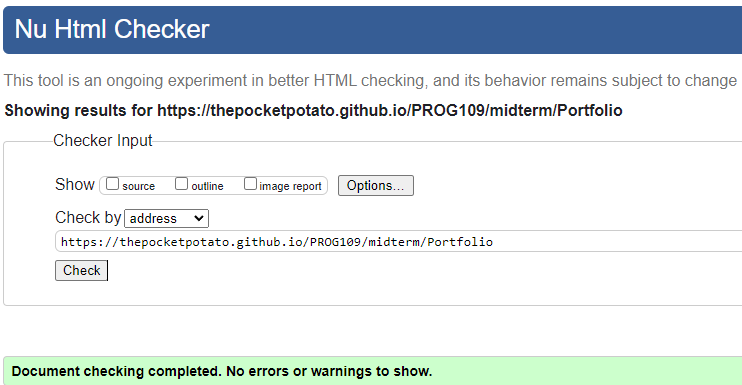 Nu Html Checker
This tool is an ongoing experiment in better HTML checking, and its behavior remains subject to change
Showing results for https://thepocketpotato.github.io/PROG109/midterm/Portfolio
Checker Input
Show source outline image report Options...
Check by address
https://thepocketpotato.github.io/PROG109/midterm/Portfolio
Check
Document checking completed. No errors or warnings to show.